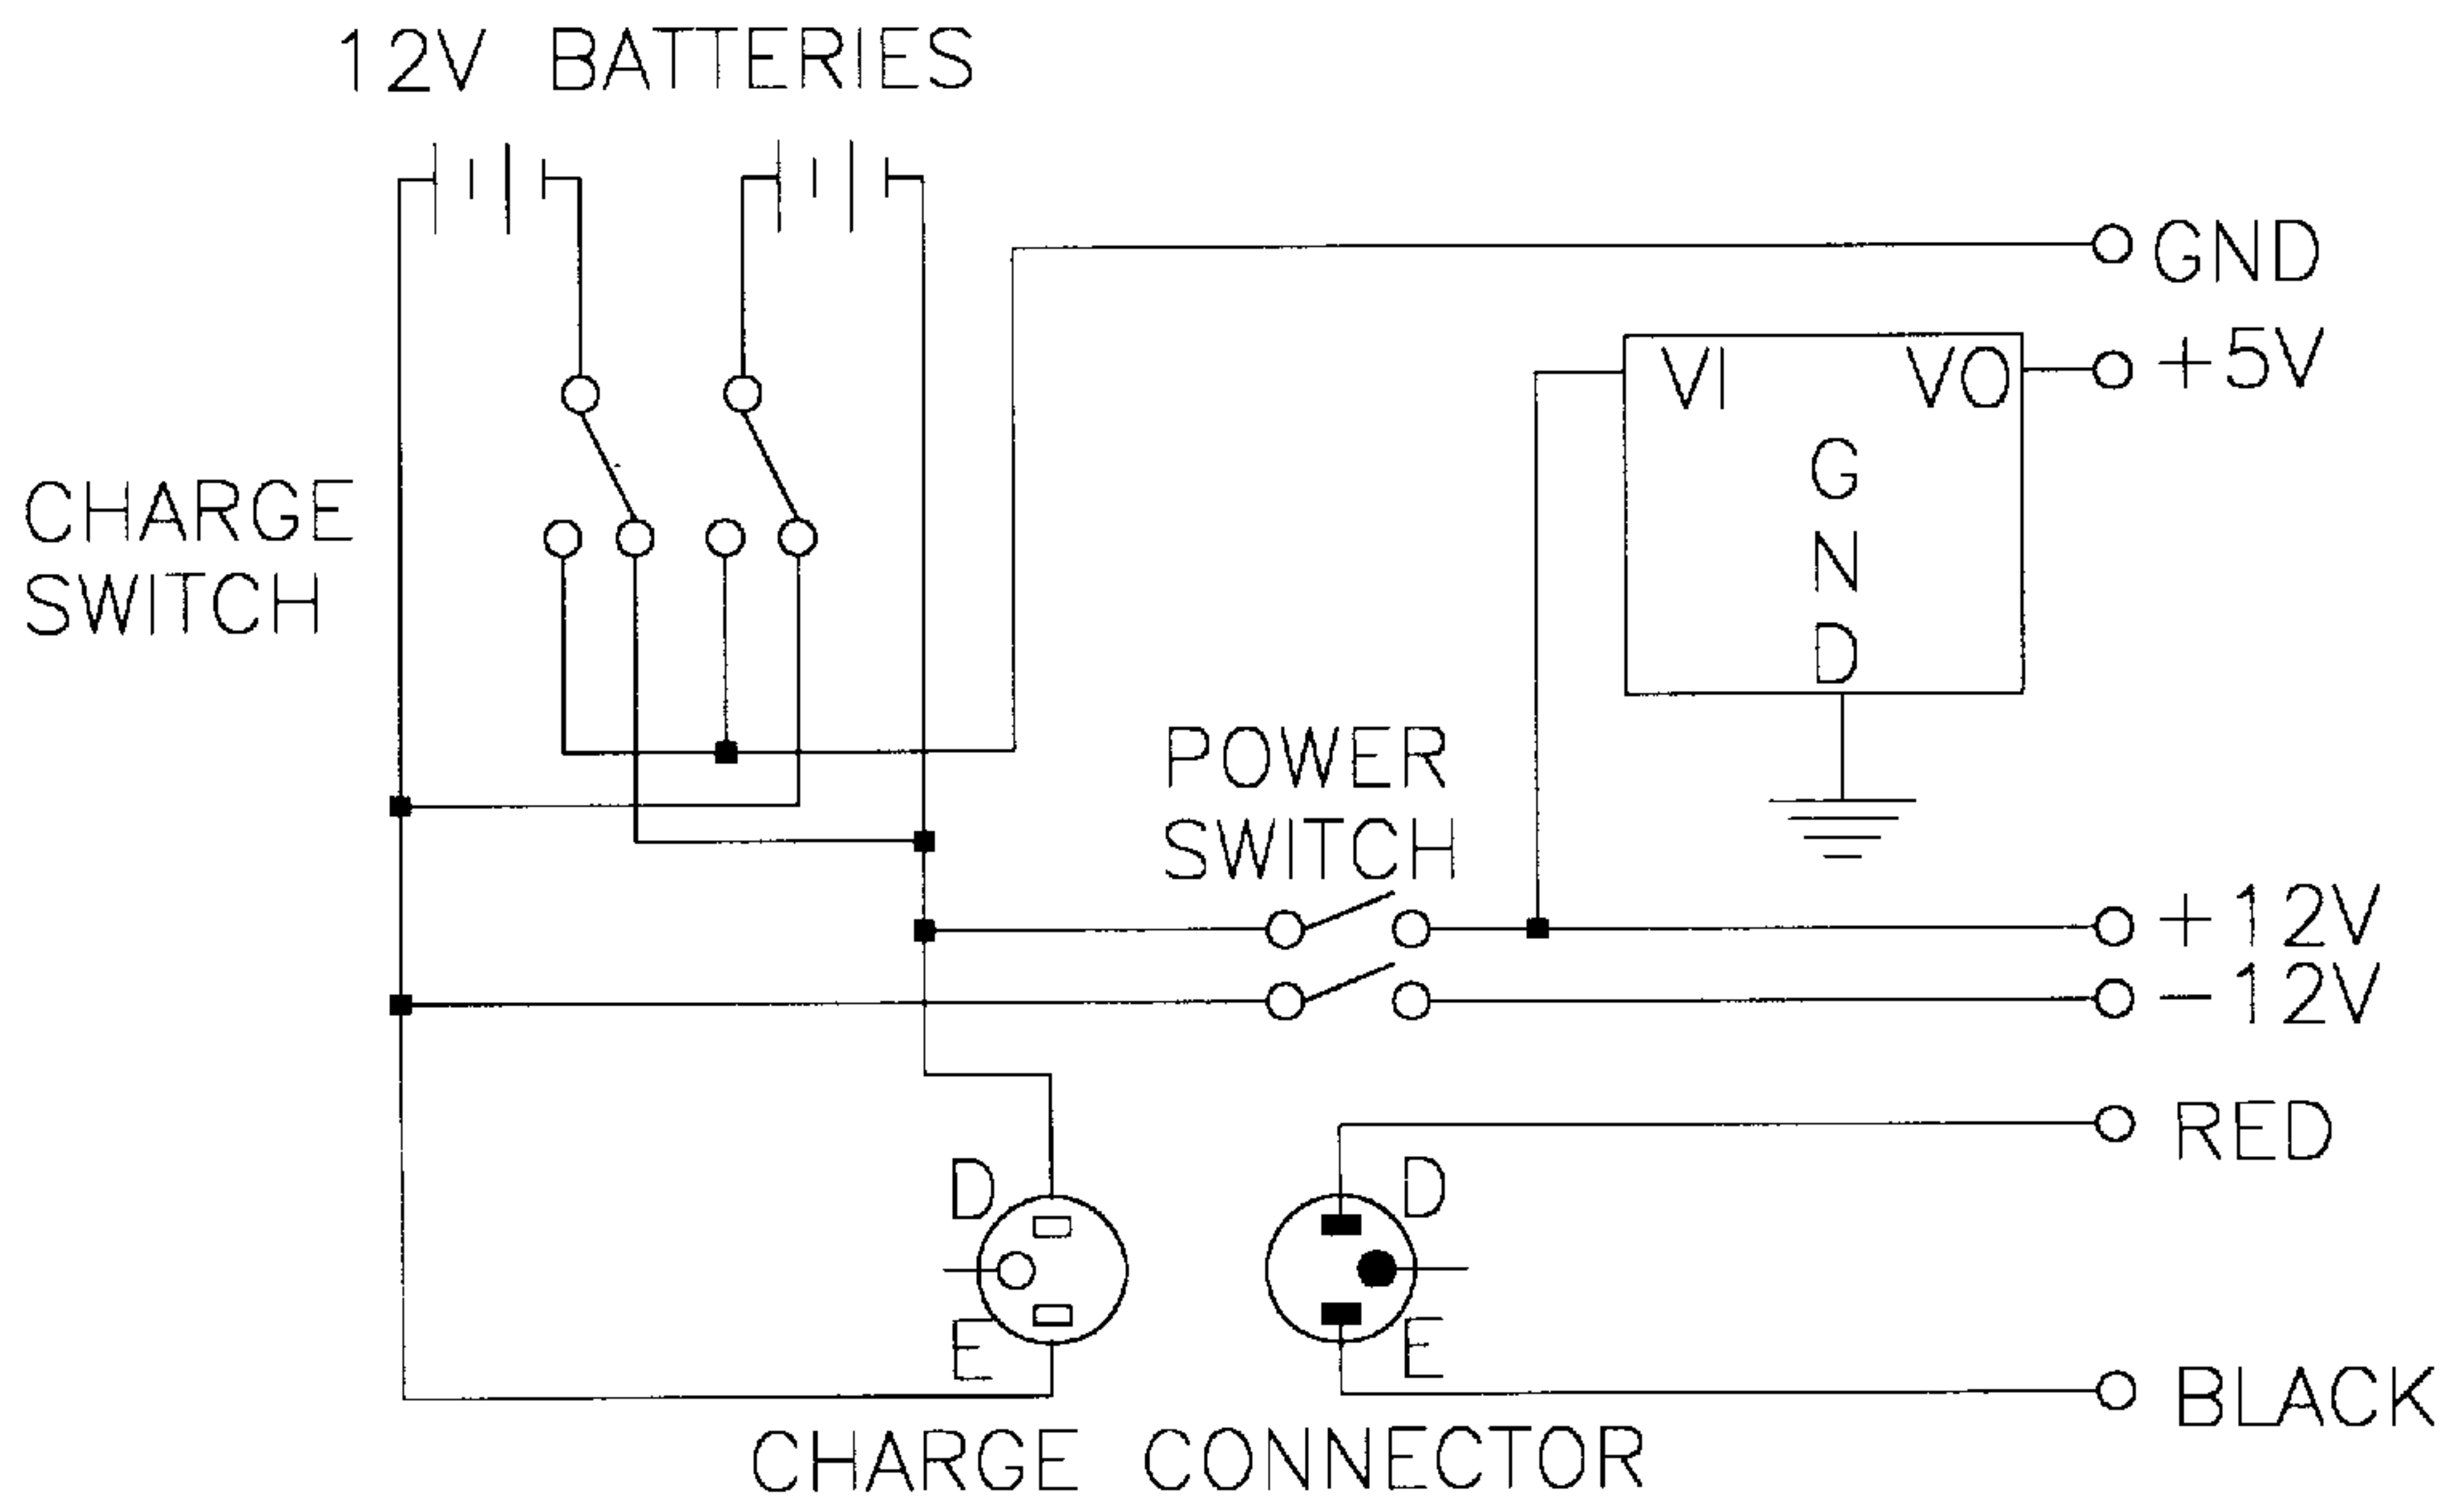 12V BATTERIES
GND
+5V
VI VO
G
N
D
CHARGE
SWITCH
POWER
SWITCH
+12V
-12V
RED
D D
E E
BLACK
CHARGE CONNECTOR